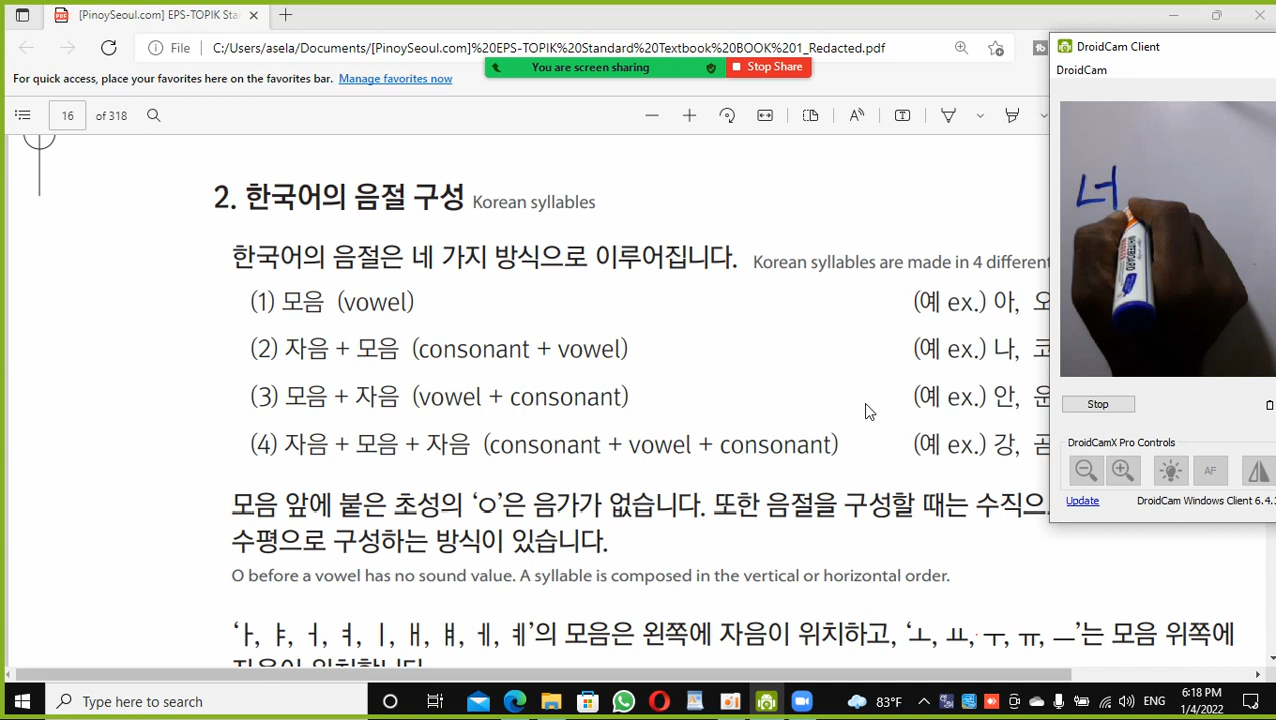 [PinoySeoul.com] EPS-TOPIK Sta
File C:/Users/asela/Docume [PinoySeoul.com]%20EPS-TOPIK%20Standard%20Textbook%20BOOK%201_Redacted.pdf
For quick access, place your favorites here on the favorites bar. Manage favorites now
You are screen sharing Stop Share
16 of 318
2. 한국어의 음절 구성 Korean syllables
한국어의 음절은 네 가지 방식으로 이루어집니다. Korean syllables are made in 4 different
(1) 모음 (vowel) (예 ex.) 아, 오
(2) 자음 + 모음 (consonant + vowel) (예 ex.) 나, 코
(3) 모음 + 자음 (vowel + consonant) (예 ex.) 안, 운
(4) 자음 + 모음 + 자음 (consonant + vowel + consonant) (예 ex.) 강, 곰
모음 앞에 붙은 초성의 ‘ㅇ’은 음가가 없습니다. 또한 음절을 구성할 때는 수직으
수평으로 구성하는 방식이 있습니다.
O before a vowel has no sound value. A syllable is composed in the vertical or horizontal order.
‘ㅏ, ㅑ, ㅓ, ㅕ, ㅣ, ㅐ, ㅒ, ㅔ, ㅖ’의 모음은 왼쪽에 자음이 위치하고, ‘ㅗ, ㅛ, ㅜ, ㅠ, ㅡ’는 모음 위쪽에
DroidCam Client
DroidCam
너
WHITEBOARD
Stop
DroidCamX Pro Controls
AF
Update DroidCam Windows Client 6.4.
Type here to search
83°F
ENG
6:18 PM
1/4/2022